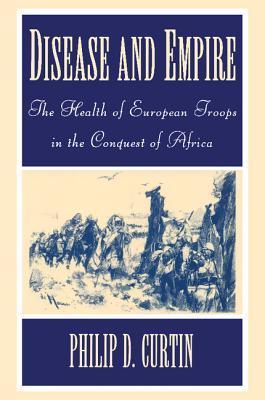 DISEASE AND EMPIRE
The Health of European Troops
in the Conquest of Africa
PHILIP D. CURTIN